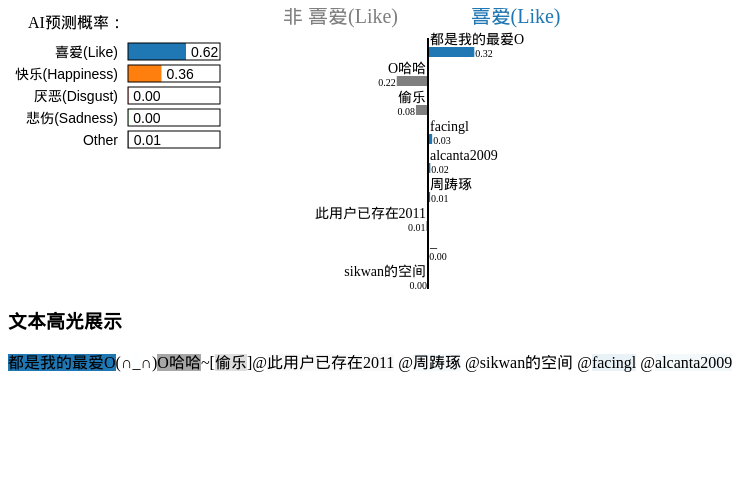 AI预测概率：
喜爱(Like) 0.62
快乐(Happiness) 0.36
厌恶(Disgust) 0.00
悲伤(Sadness) 0.00
Other 0.01
非 喜爱(Like) 喜爱(Like)
都是我的最爱O
0.32
O哈哈
0.22
偷乐
0.08
facingl
0.03
alcanta2009
0.02
周踌琢
0.01
此用户已存在2011
0.01
_
0.00
sikwan的空间
0.00
文本高光展示
都是我的最爱O(∩_∩)O哈哈~[偷乐]@此用户已存在2011 @周踌琢 @sikwan的空间 @facingl @alcanta2009